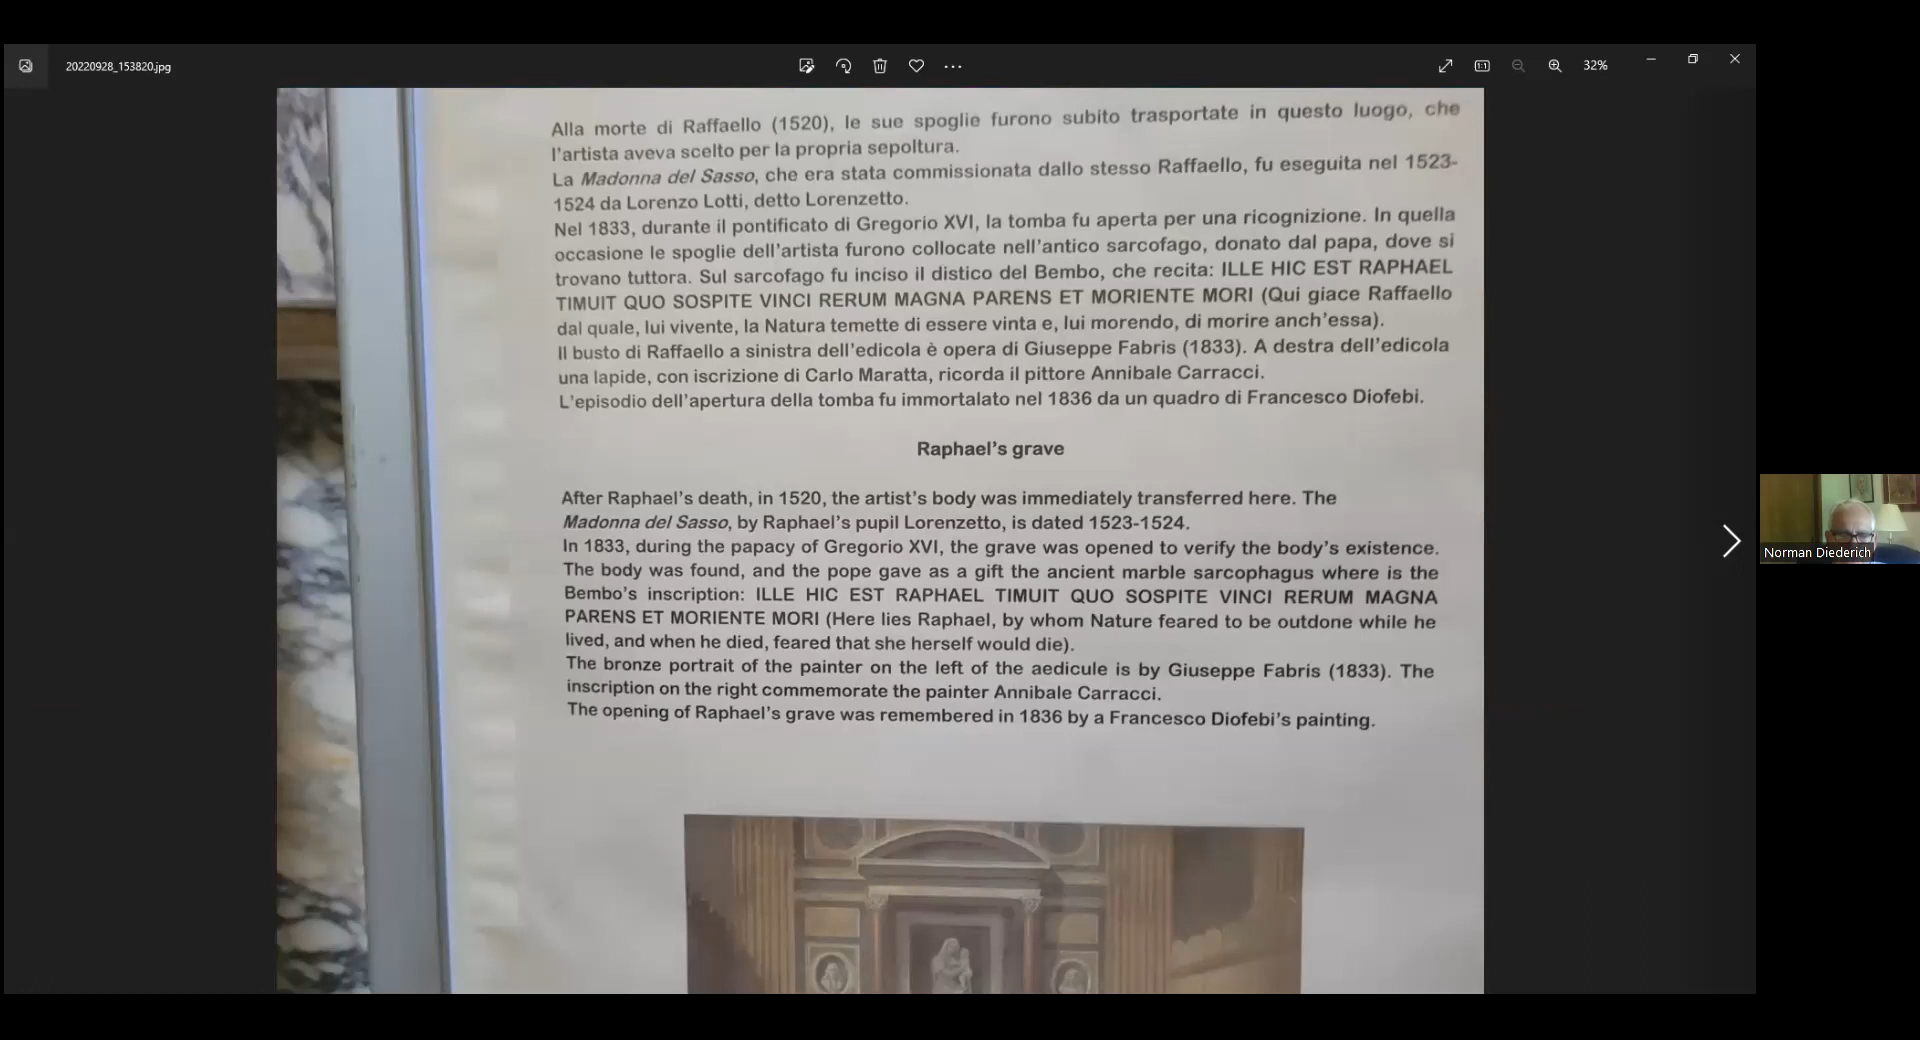 20220928_153820.jpg
32%
Alla morte di Raffaello (1520), le sue spoglie furono subito trasportate in questo luogo, che
l'artista aveva scelto per la propria sepoltura.
La Madonna del Sasso, che era stata commissionata dallo stesso Raffaello, fu eseguita nel 1523-
1524 da Lorenzo Lotti, detto Lorenzetto.
Nel 1833, durante il pontificato di Gregorio XVI, la tomba fu aperta per una ricognizione. In quella
occasione le spoglie dell'artista furono collocate nell'antico sarcofago, donato dal papa, dove si
trovano tuttora. Sul sarcofago fu inciso il distico del Bembo, che recita: ILLE HIC EST RAPHAEL
TIMUIT QUO SOSPITE VINCI RERUM MAGNA PARENS ET MORIENTE MORI (Qui giace Raffaello
dal quale, lui vivente, la Natura temette di essere vinta e, lui morendo, di morire anch'essa).
Il busto di Raffaello a sinistra dell'edicola è opera di Giuseppe Fabris (1833). A destra dell'edicola
una lapide, con iscrizione di Carlo Maratta, ricorda il pittore Annibale Carracci.
L'episodio dell'apertura della tomba fu immortalato nel 1836 da un quadro di Francesco Diofebi.
Raphael's grave
After Raphael's death, in 1520, the artist's body was immediately transferred here. The
Madonna del Sasso, by Raphael's pupil Lorenzetto, is dated 1523-1524.
In 1833, during the papacy of Gregorio XVI, the grave was opened to verify the body's existence.
The body was found, and the pope gave as a gift the ancient marble sarcophagus where is the
Bembo's inscription: ILLE HIC EST RAPHAEL TIMUIT QUO SOSPITE VINCI RERUM MAGNA
PARENS ET MORIENTE MORI (Here lies Raphael, by whom Nature feared to be outdone while he
lived, and when he died, feared that she herself would die).
The bronze portrait of the painter on the left of the aedicule is by Giuseppe Fabris (1833). The
inscription on the right commemorate the painter Annibale Carracci.
The opening of Raphael's grave was remembered in 1836 by a Francesco Diofebi's painting.
Norman Diederich